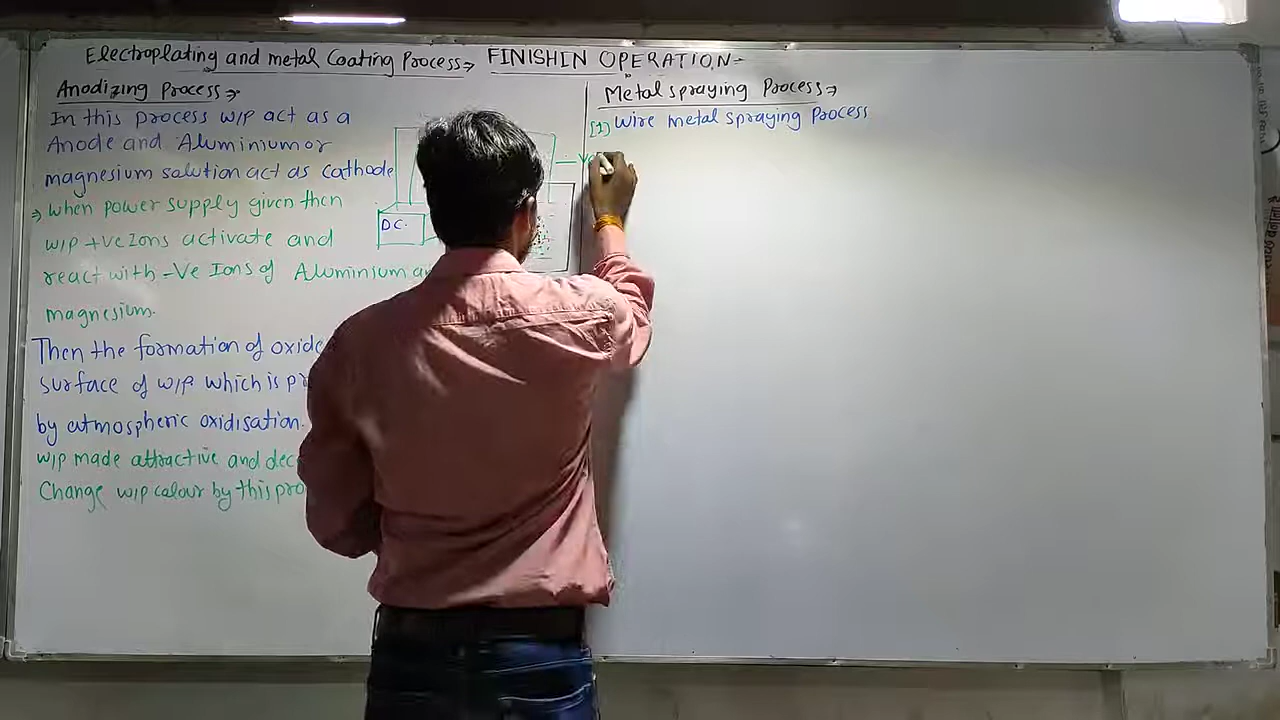 Electroplating and metal Coating Process⇒ FINISHIN OPERATION=
Anodizing Process⇒
In this process W/P act as a
Anode and Aluminium or
magnesium solution act as cathode
⇒ when power supply given then
W/P +ve Ions activate and
react with -Ve Ions of Aluminium
magnesium.
Then the formation of oxide
surface of W/P which is
by atmospheric oxidisation.
W/P made attractive and
Change W/P colour by this
D.C.
Metal spraying Process⇒
[1] Wire metal spraying Process